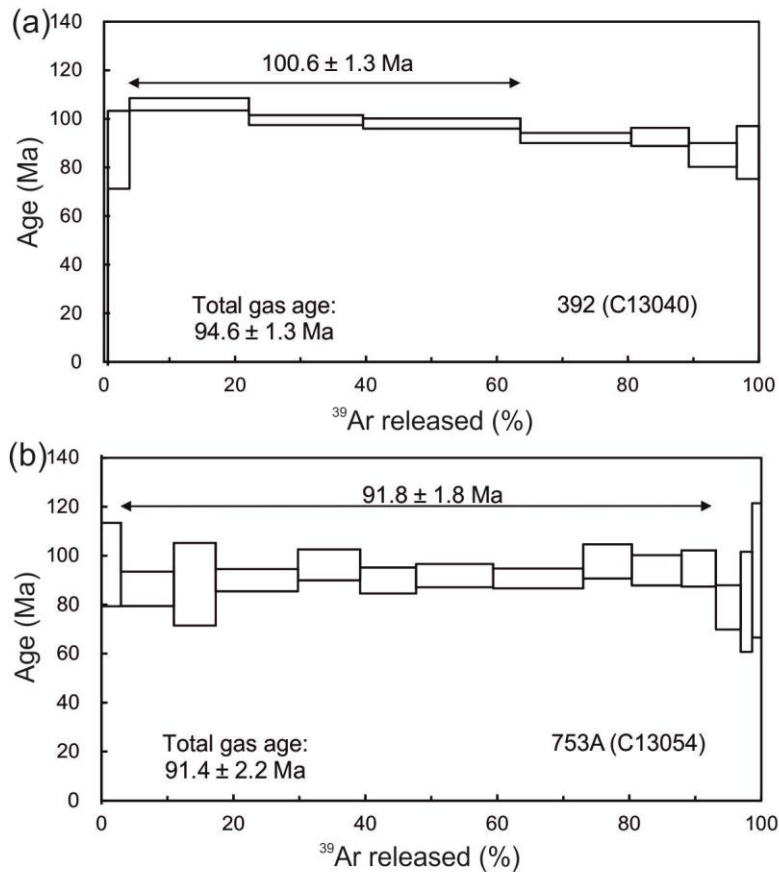 (a)
140
120
100
80
60
40
20
0
Age (Ma)
100.6 ± 1.3 Ma
Total gas age:
94.6 ± 1.3 Ma
392 (C13040)
0 20 40 60 80 100
³⁹Ar released (%)
(b)
140
120
100
80
60
40
20
0
Age (Ma)
91.8 ± 1.8 Ma
Total gas age:
91.4 ± 2.2 Ma
753A (C13054)
0 20 40 60 80 100
³⁹Ar released (%)